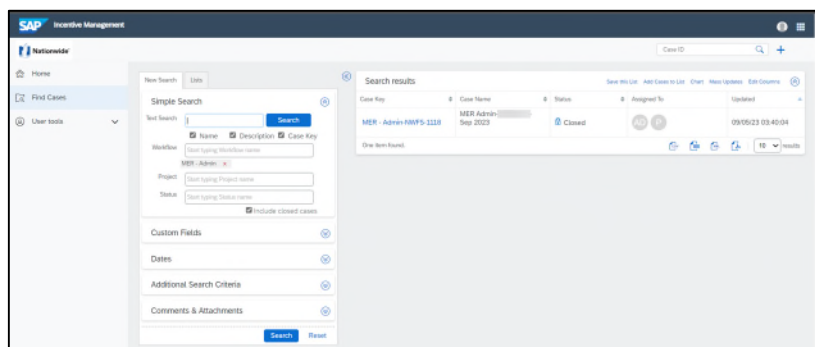 SAP Incentive Management
Nationwide
Case ID
Home
Find Cases
User tools
New Search Lists
Simple Search
Text Search Search
Name Description Case Key
Workflow Start typing Workflow name
MER - Admin ×
Project Start typing Project name
Status Start typing Status name
Include closed cases
Custom Fields
Dates
Additional Search Criteria
Comments & Attachments
Search Reset
Search results Save this List Add Cases to List Chart Mass Updates Edit Columns
Case Key Case Name Status Assigned To Updated
MER - Admin-NWFS-1118 MER Admin- Closed AO P 09/05/23 03:40:04
Sep 2023
One item found. 10 results